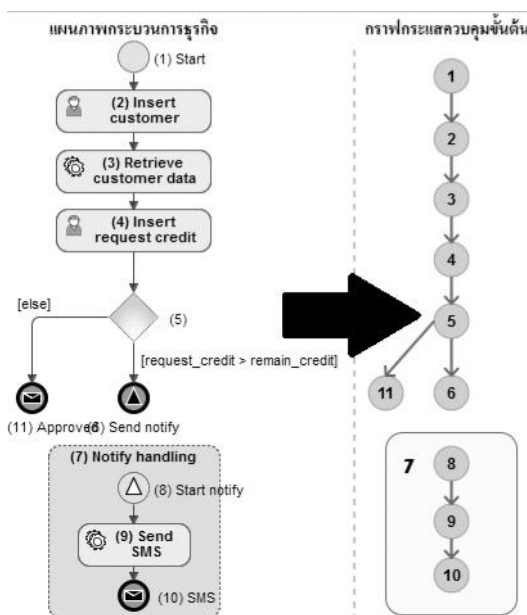 แผนภาพกระบวนการธุรกิจ
กราฟกระแสควบคุมขั้นต้น
(1) Start
(2) Insert
customer
(3) Retrieve
customer data
(4) Insert
request credit
[else]
(5)
[request_credit > remain_credit]
(11) Approved
(6) Send notify
(7) Notify handling
(8) Start notify
(9) Send
SMS
(10) SMS
1
2
3
4
5
11
6
7
8
9
10